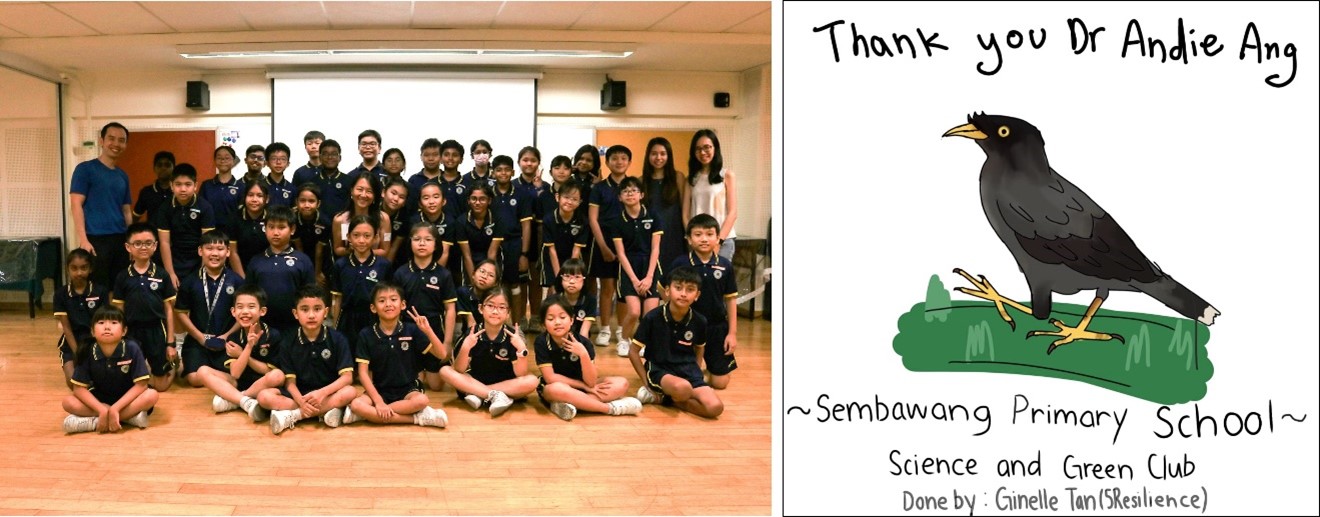 Thank you Dr Andie Ang
~Sembawang Primary School~
Science and Green Club
Done by : Ginelle Tan (5Resilience)